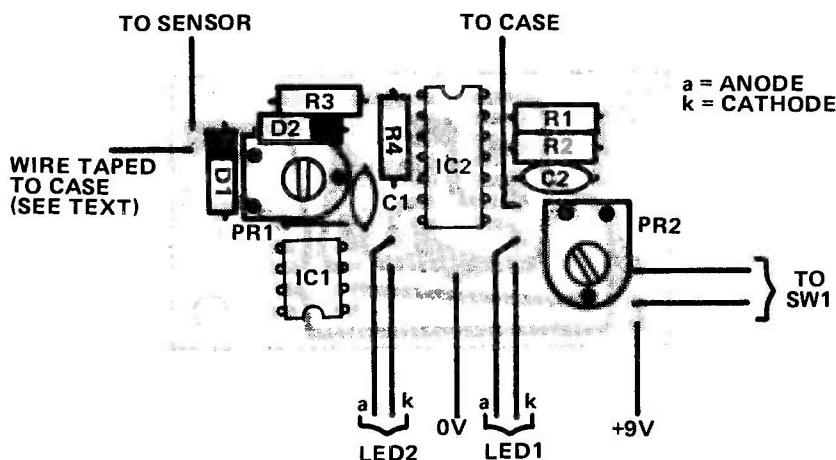 TO SENSOR
TO CASE
a = ANODE
k = CATHODE
R3
D2
R4
R1
R2
C2
IC2
WIRE TAPED
TO CASE
(SEE TEXT)
D1
C1
PR1
PR2
IC1
TO
SW1
a
k
a
k
0V
+9V
LED2
LED1